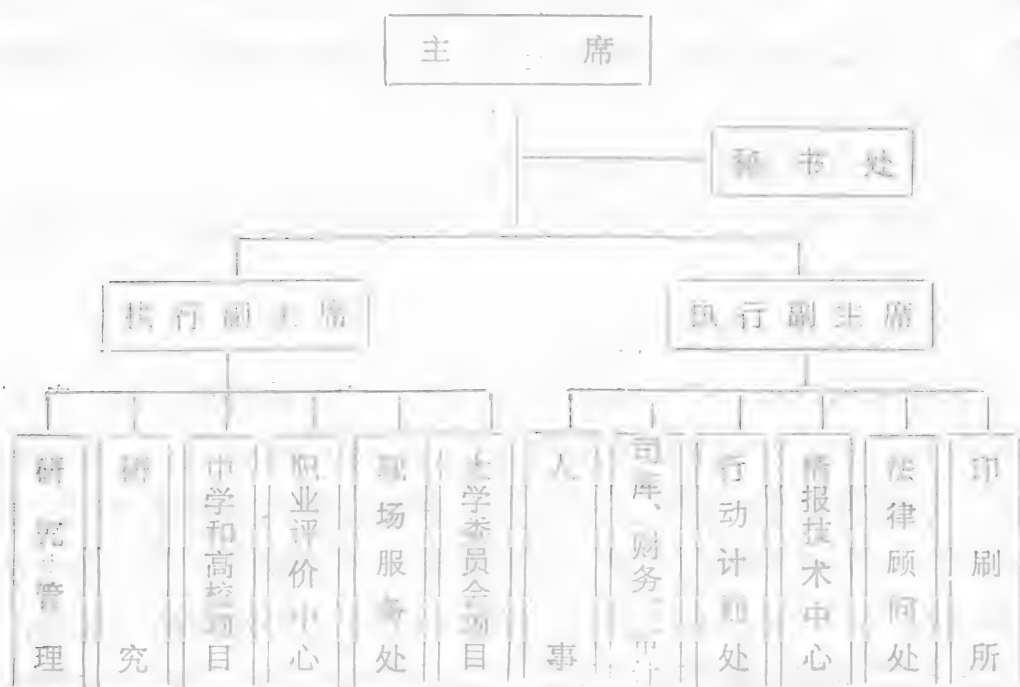 主 席
秘书处
执行副主席
执行副主席
研究管理
研究
中学和高校项目
职业评价中心
现场服务处
大学委员会项目
人事
司库、财务
行动计划处
情报技术中心
法律顾问处
印刷所